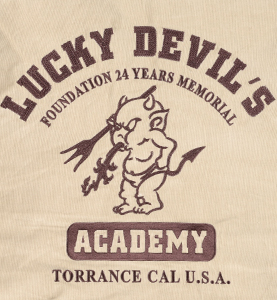 LUCKY DEVIL'S
FOUNDATION 24 YEARS MEMORIAL
ACADEMY
TORRANCE CAL U.S.A.